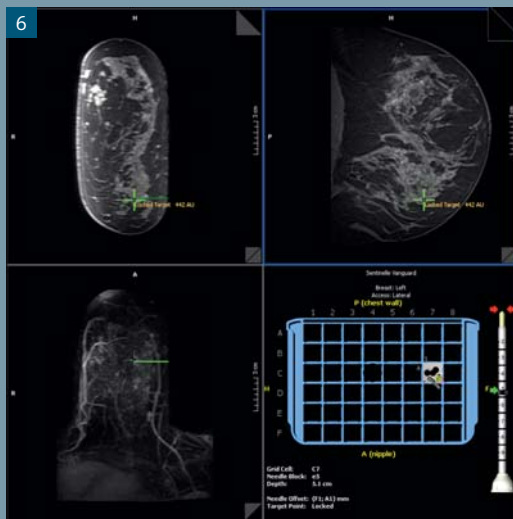 6
H
H
R
P
Locked Target 442 AU
Locked Target 442 AU
A
R
Sentinelle Vanguard
Breast: Left
Access: Lateral
P (chest wall)
1 2 3 4 5 6 7 8
A
B
C
D
E
F
H
F
A (nipple)
Grid Cell: C7
Needle Block: e5
Depth: 5.1 cm
Needle Offset: (F1; A1) mm
Target Point: Locked